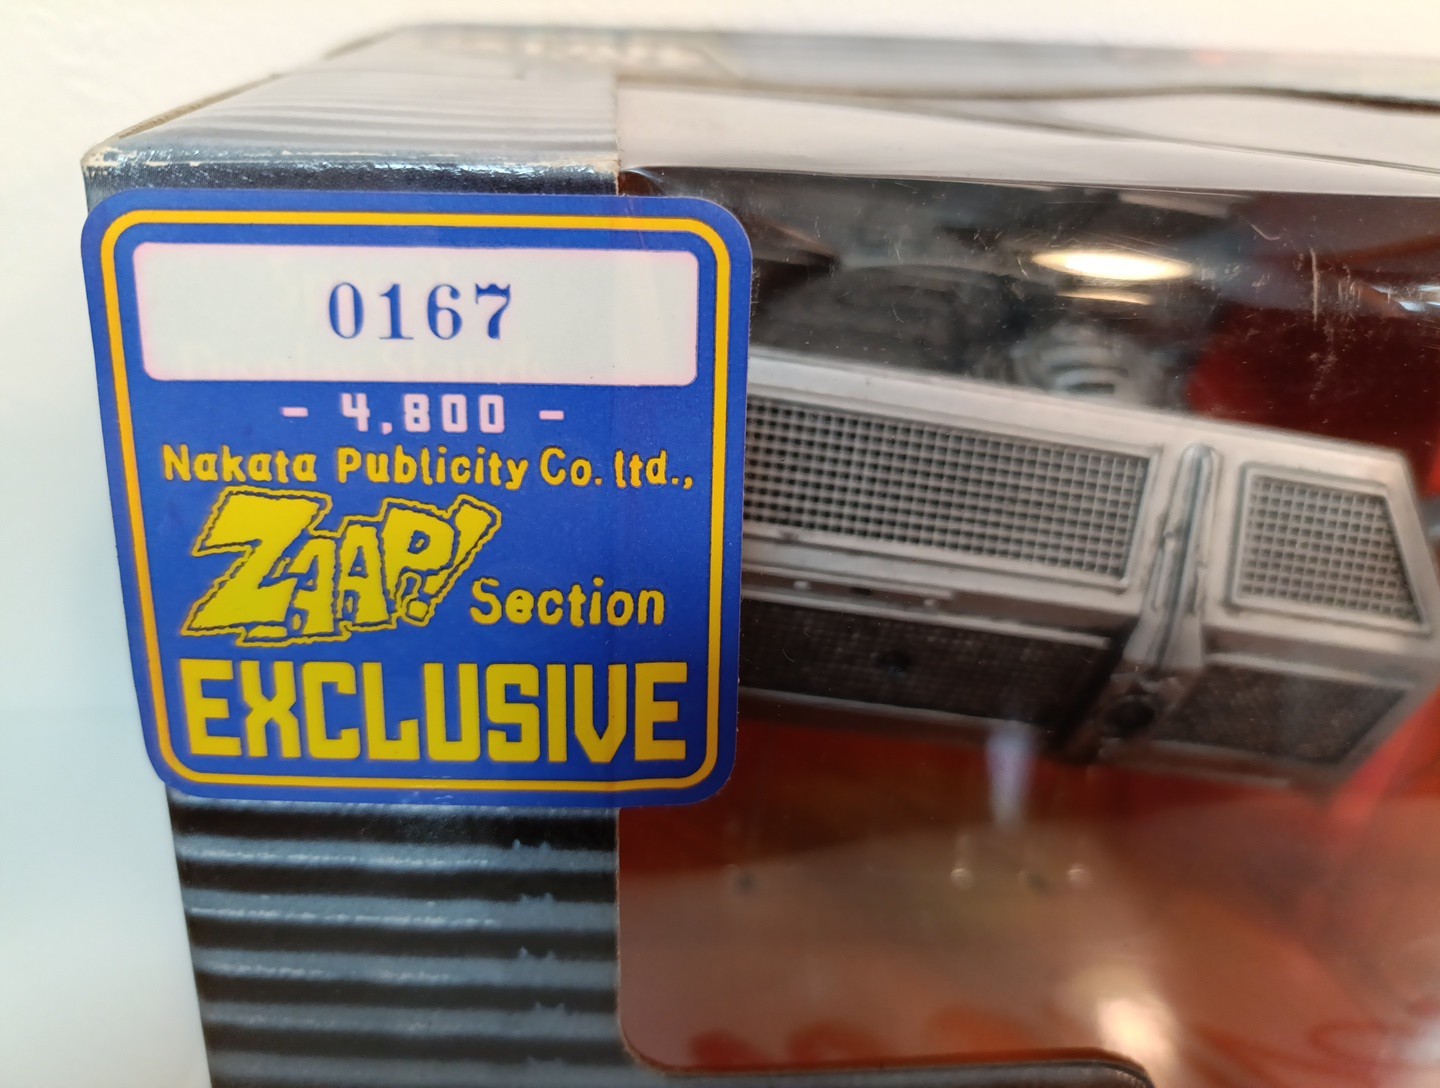 0167
- 4,800 -
Nakata Publicity Co. ltd.,
ZAAP! Section
EXCLUSIVE